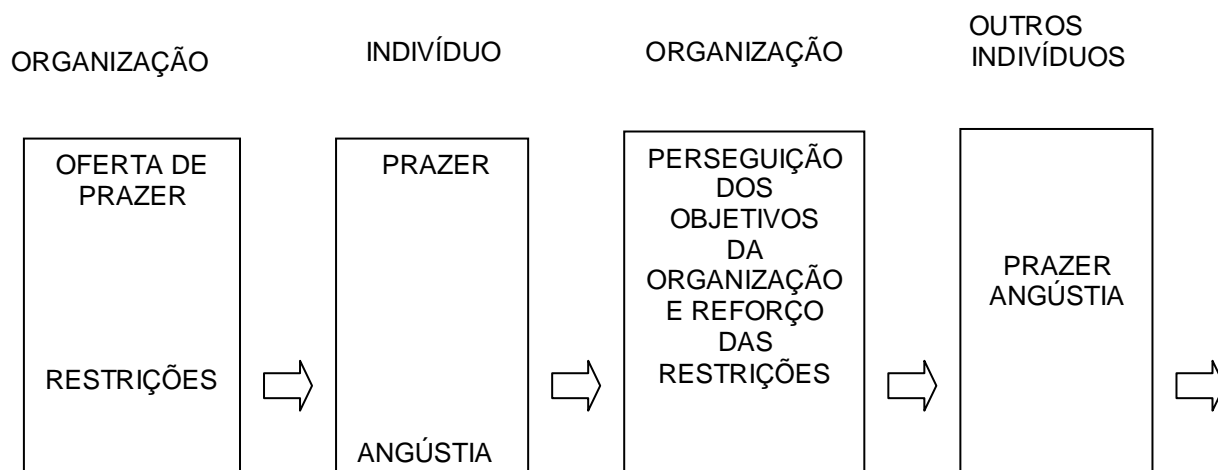 ORGANIZAÇÃO
INDIVÍDUO
ORGANIZAÇÃO
OUTROS
INDIVÍDUOS
OFERTA DE
PRAZER
RESTRIÇÕES
PRAZER
ANGÚSTIA
PERSEGUIÇÃO
DOS
OBJETIVOS
DA
ORGANIZAÇÃO
E REFORÇO
DAS
RESTRIÇÕES
PRAZER
ANGÚSTIA